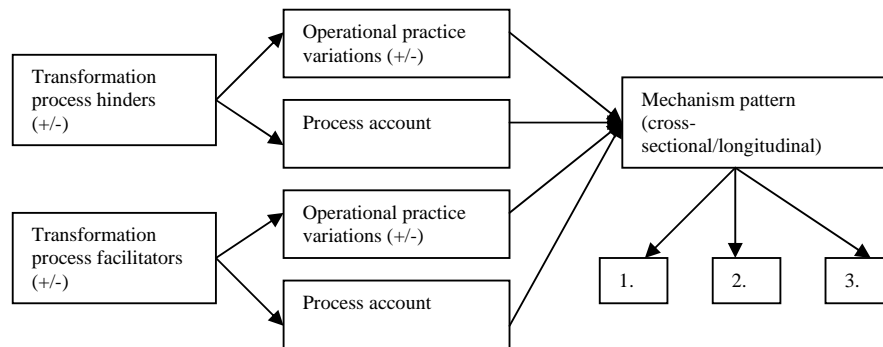 Transformation
process hinders
(+/-)
Operational practice
variations (+/-)
Process account
Transformation
process facilitators
(+/-)
Operational practice
variations (+/-)
Process account
Mechanism pattern
(cross-
sectional/longitudinal)
1.
2.
3.